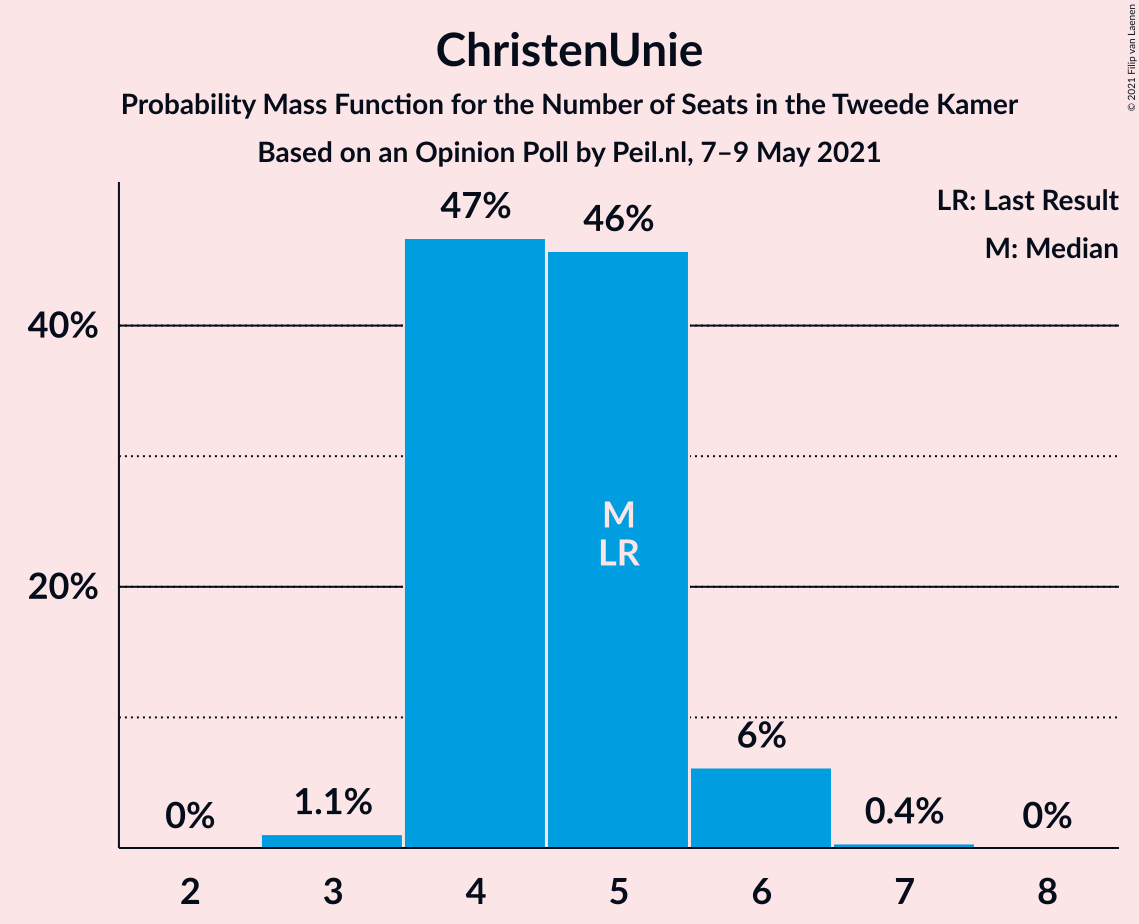 ChristenUnie
Probability Mass Function for the Number of Seats in the Tweede Kamer
Based on an Opinion Poll by Peil.nl, 7–9 May 2021
© 2021 Filip van Laenen
LR: Last Result
M: Median
47%
46%
40%
M
LR
20%
6%
0%
1.1%
0.4%
0%
2 3 4 5 6 7 8